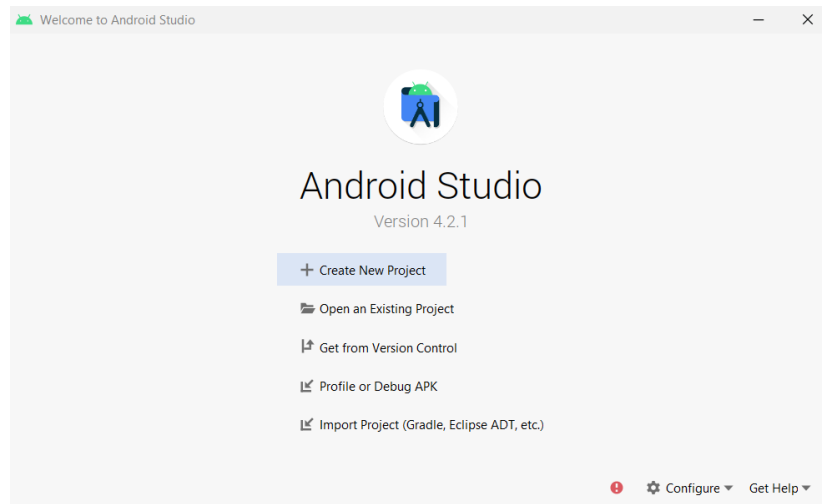 Welcome to Android Studio
Android Studio
Version 4.2.1
Create New Project
Open an Existing Project
Get from Version Control
Profile or Debug APK
Import Project (Gradle, Eclipse ADT, etc.)
Configure Get Help